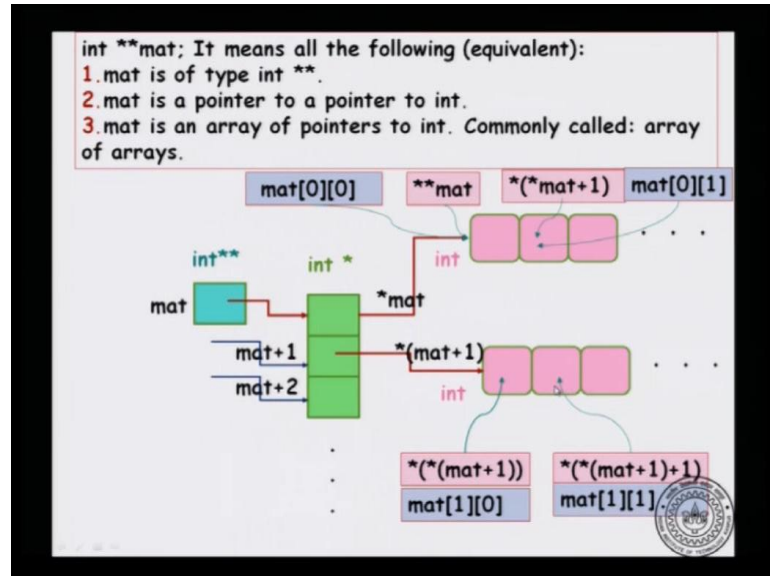 int **mat; It means all the following (equivalent):
1.mat is of type int **.
2.mat is a pointer to a pointer to int.
3.mat is an array of pointers to int. Commonly called: array
of arrays.
mat[0][0] **mat *(*mat+1) mat[0][1]
int** int * int
mat *mat
mat+1 *(mat+1)
mat+2 int
*(*(mat+1)) *(*(mat+1)+1)
mat[1][0] mat[1][1]